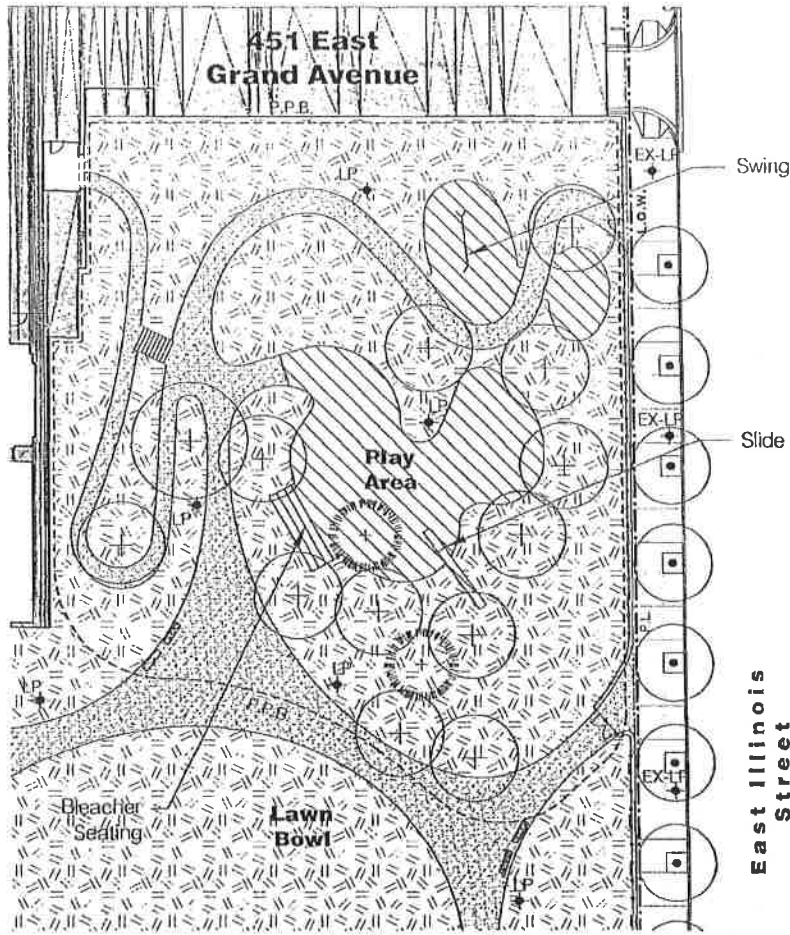 451 East
Grand Avenue
P.P.B.
EX-LP
LP
Swing
L.O.W.
EX-LP
LP
Slide
Play
Area
LP
LP
LP
P.P.B.
EX-LP
Bleacher
Seating
Lawn
Bowl
LP
East Illinois
Street